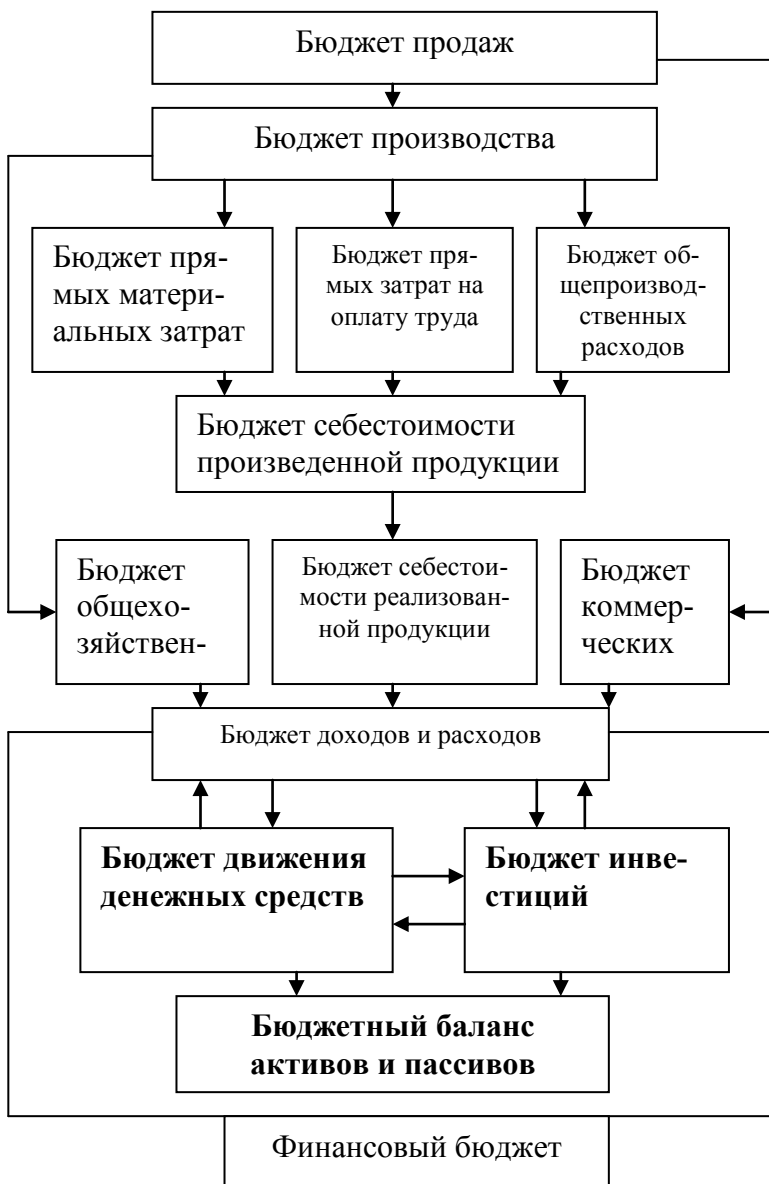 Бюджет продаж
Бюджет производства
Бюджет пря-
мых матери-
альных затрат
Бюджет пря-
мых затрат на
оплату труда
Бюджет об-
щепроизвод-
ственных
расходов
Бюджет себестоимости
произведенной продукции
Бюджет
общехо-
зяйствен-
Бюджет себестои-
мости реализован-
ной продукции
Бюджет
коммер-
ческих
Бюджет доходов и расходов
Бюджет движения
денежных средств
Бюджет инве-
стиций
Бюджетный баланс
активов и пассивов
Финансовый бюджет